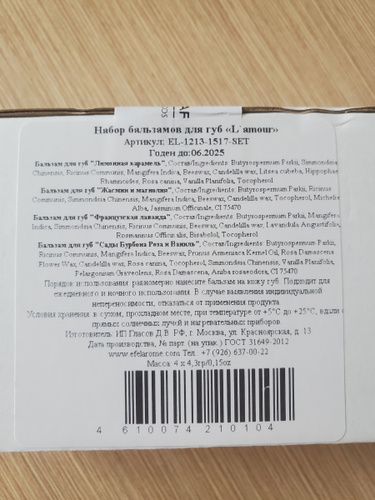 AF
COS
Набор бальзамов для губ «L'amour»
Артикул: EL-1213-1517-SET
Годен до:06.2025
Бальзам для губ "Лимонная карамель", Состав/Ingredients: Butyrospermum Parkii, Simmondsia
Chinensis, Ricinus Communis, Mangifera Indica, Beeswax, Candelilla wax, Litsea cubeba, Hippophae
Rhamnoides, Rosa canina, Vanilla Planifolia, Tocopherol
Бальзам для губ "Жасмин и магнолия", Состав/Ingredients: Butyrospermum Parkii, Ricinus
Communis, Simmondsia Chinensis, Mangifera Indica, Beeswax, Candelilla wax, Tocopherol, Michelia
Alba, Jasminum Officinale, CI 75470
Бальзам для губ "Французская лаванда", Состав/Ingredients: Butyrospermum Parkii, Mangifera
Indica, Simmondsia Chinensis, Ricinus Communis, Beeswax, Candelilla wax, Lavandula Angustifolia,
Rosmarinus Officinalis, Bisabolol, Tocopherol
Бальзам для губ "Сады Бурбона Роза и Ваниль", Состав/Ingredients: Butyrospermum Parkii,
Ricinus Communis, Mangifera Indica, Beeswax, Prunus Armeniaca Kernel Oil, Rosa Damascena
Flower Wax, Candelilla wax, Rosa canina, Tocopherol, Simmondsia Chinensis, Vanilla Planifolia,
Pelargonium Graveolens, Rosa Damascena, Aniba rosaeodora, CI 75470
Порядок использования: равномерно нанесите бальзам на кожу губ. Подходит для
ежедневного и ночного использования. В случае выявления индивидуальной
непереносимости, отказаться от применения продукта.
Условия хранения: в сухом, прохладном месте, при температуре от +5°C до +25°C, вдали от
прямых солнечных лучей и нагревательных приборов.
Изготовитель: ИП Гласов Д.В. РФ, г. Москва, ул. Краснодарская, д. 13.
Дата производства, № парт. (на упак.) ГОСТ 31649-2012
www.efelarome.com Тел.: +7 (926) 637-00-22
Масса: 4 x 4,3гр/0,15oz
4 610074 210104